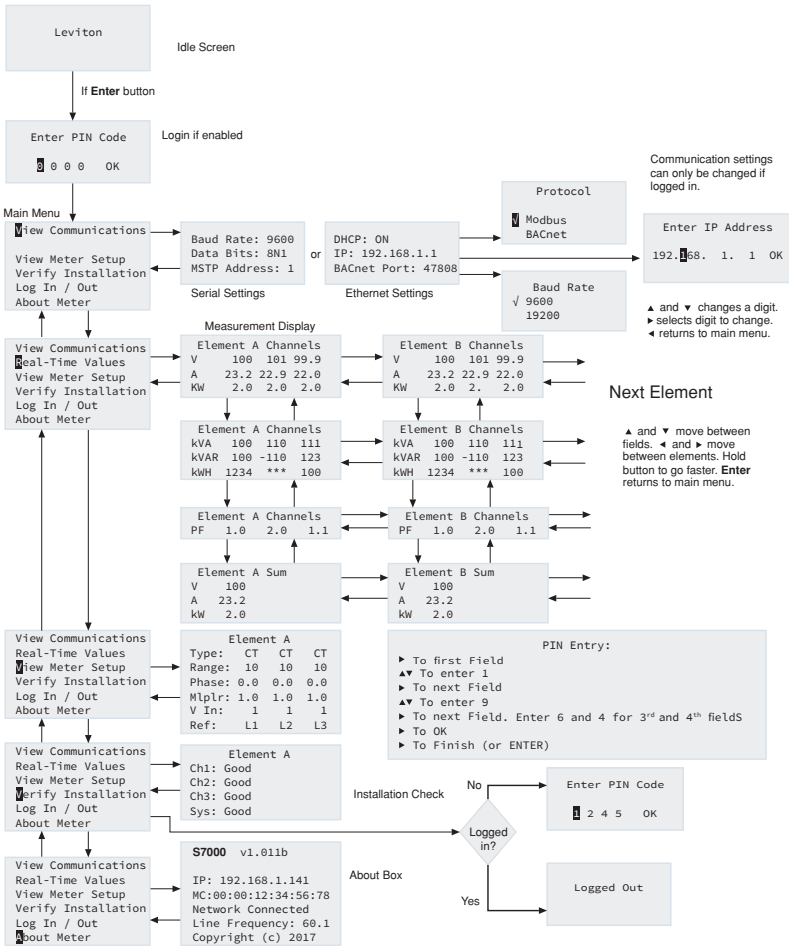 Leviton
Idle Screen
If Enter button
Enter PIN Code
0 0 0 0 OK
Login if enabled
Communication settings
can only be changed if
logged in.
Main Menu
View Communications
View Meter Setup
Verify Installation
Log In / Out
About Meter
Baud Rate: 9600
Data Bits: 8N1
MSTP Address: 1
Serial Settings
or
DHCP: ON
IP: 192.168.1.1
BACnet Port: 47808
Ethernet Settings
Protocol
√ Modbus
BACnet
Enter IP Address
192.168. 1. 1 OK
Baud Rate
√ 9600
19200
▲ and ▼ changes a digit.
► selects digit to change.
◄ returns to main menu.
Measurement Display
View Communications
Real-Time Values
View Meter Setup
Verify Installation
Log In / Out
About Meter
Element A Channels
V 100 101 99.9
A 23.2 22.9 22.0
KW 2.0 2.0 2.0
Element B Channels
V 100 101 99.9
A 23.2 22.9 22.0
KW 2.0 2. 2.0
Next Element
▲ and ▼ move between
fields. ◄ and ► move
between elements. Hold
button to go faster. Enter
returns to main menu.
Element A Channels
kVA 100 110 111
kVAR 100 -110 123
kWH 1234 *** 100
Element B Channels
kVA 100 110 111
kVAR 100 -110 123
kWH 1234 *** 100
Element A Channels
PF 1.0 2.0 1.1
Element B Channels
PF 1.0 2.0 1.1
Element A Sum
V 100
A 23.2
kW 2.0
Element B Sum
V 100
A 23.2
kW 2.0
View Communications
Real-Time Values
View Meter Setup
Verify Installation
Log In / Out
About Meter
Element A
Type: CT CT CT
Range: 10 10 10
Phase: 0.0 0.0 0.0
Mlplr: 1.0 1.0 1.0
V In: 1 1 1
Ref: L1 L2 L3
PIN Entry:
► To first Field
▲▼ To enter 1
► To next Field
▲▼ To enter 9
► To next Field. Enter 6 and 4 for 3rd and 4th fieldS
► To OK
► To Finish (or ENTER)
View Communications
Real-Time Values
View Meter Setup
Verify Installation
Log In / Out
About Meter
Element A
Ch1: Good
Ch2: Good
Ch3: Good
Sys: Good
Installation Check
No
Logged
in?
Yes
Enter PIN Code
1 2 4 5 OK
Logged Out
View Communications
Real-Time Values
View Meter Setup
Verify Installation
Log In / Out
About Meter
S7000 v1.011b
IP: 192.168.1.141
MC:00:00:12:34:56:78
Network Connected
Line Frequency: 60.1
Copyright (c) 2017
About Box